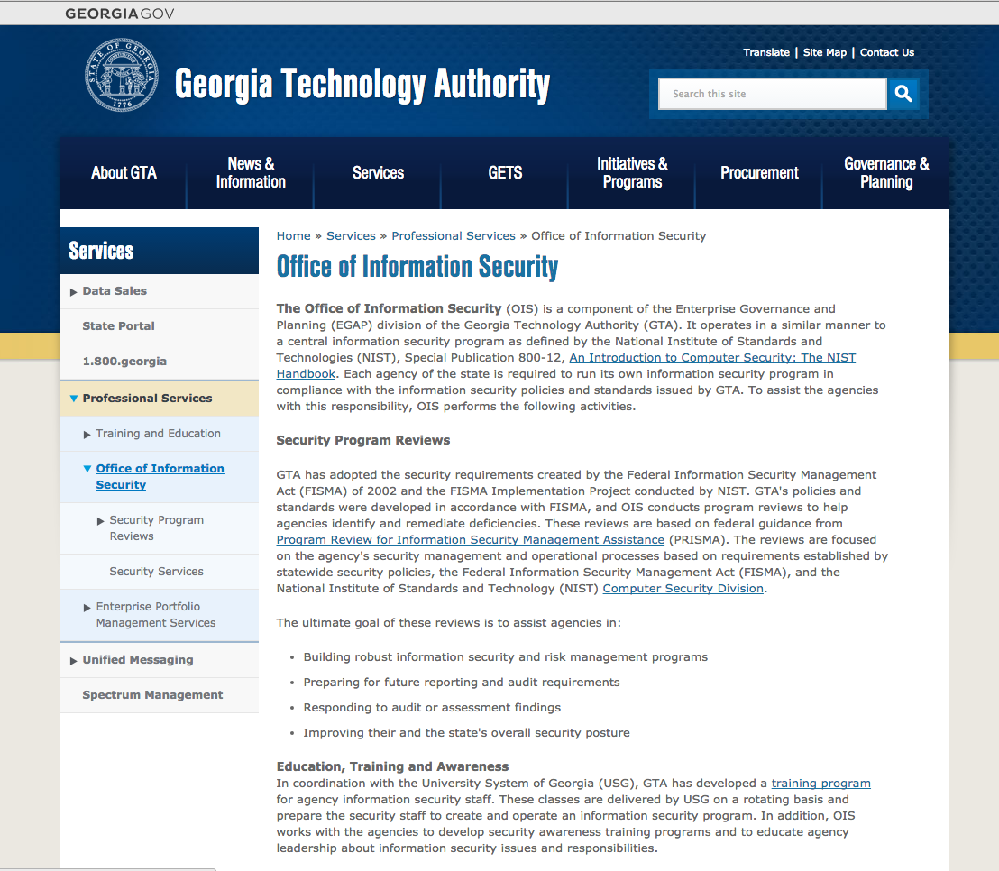 GEORGIAGOV
STATE OF GEORGIA
CONSTITUTION
1776
Georgia Technology Authority
Translate | Site Map | Contact Us
Search this site
About GTA
News &
Information
Services
GETS
Initiatives &
Programs
Procurement
Governance &
Planning
Services
Data Sales
State Portal
1.800.georgia
Professional Services
Training and Education
Office of Information
Security
Security Program
Reviews
Security Services
Enterprise Portfolio
Management Services
Unified Messaging
Spectrum Management
Home » Services » Professional Services » Office of Information Security
Office of Information Security
The Office of Information Security (OIS) is a component of the Enterprise Governance and
Planning (EGAP) division of the Georgia Technology Authority (GTA). It operates in a similar manner to
a central information security program as defined by the National Institute of Standards and
Technologies (NIST), Special Publication 800-12, An Introduction to Computer Security: The NIST
Handbook. Each agency of the state is required to run its own information security program in
compliance with the information security policies and standards issued by GTA. To assist the agencies
with this responsibility, OIS performs the following activities.
Security Program Reviews
GTA has adopted the security requirements created by the Federal Information Security Management
Act (FISMA) of 2002 and the FISMA Implementation Project conducted by NIST. GTA's policies and
standards were developed in accordance with FISMA, and OIS conducts program reviews to help
agencies identify and remediate deficiencies. These reviews are based on federal guidance from
Program Review for Information Security Management Assistance (PRISMA). The reviews are focused
on the agency's security management and operational processes based on requirements established by
statewide security policies, the Federal Information Security Management Act (FISMA), and the
National Institute of Standards and Technology (NIST) Computer Security Division.
The ultimate goal of these reviews is to assist agencies in:
• Building robust information security and risk management programs
• Preparing for future reporting and audit requirements
• Responding to audit or assessment findings
• Improving their and the state's overall security posture
Education, Training and Awareness
In coordination with the University System of Georgia (USG), GTA has developed a training program
for agency information security staff. These classes are delivered by USG on a rotating basis and
prepare the security staff to create and operate an information security program. In addition, OIS
works with the agencies to develop security awareness training programs and to educate agency
leadership about information security issues and responsibilities.